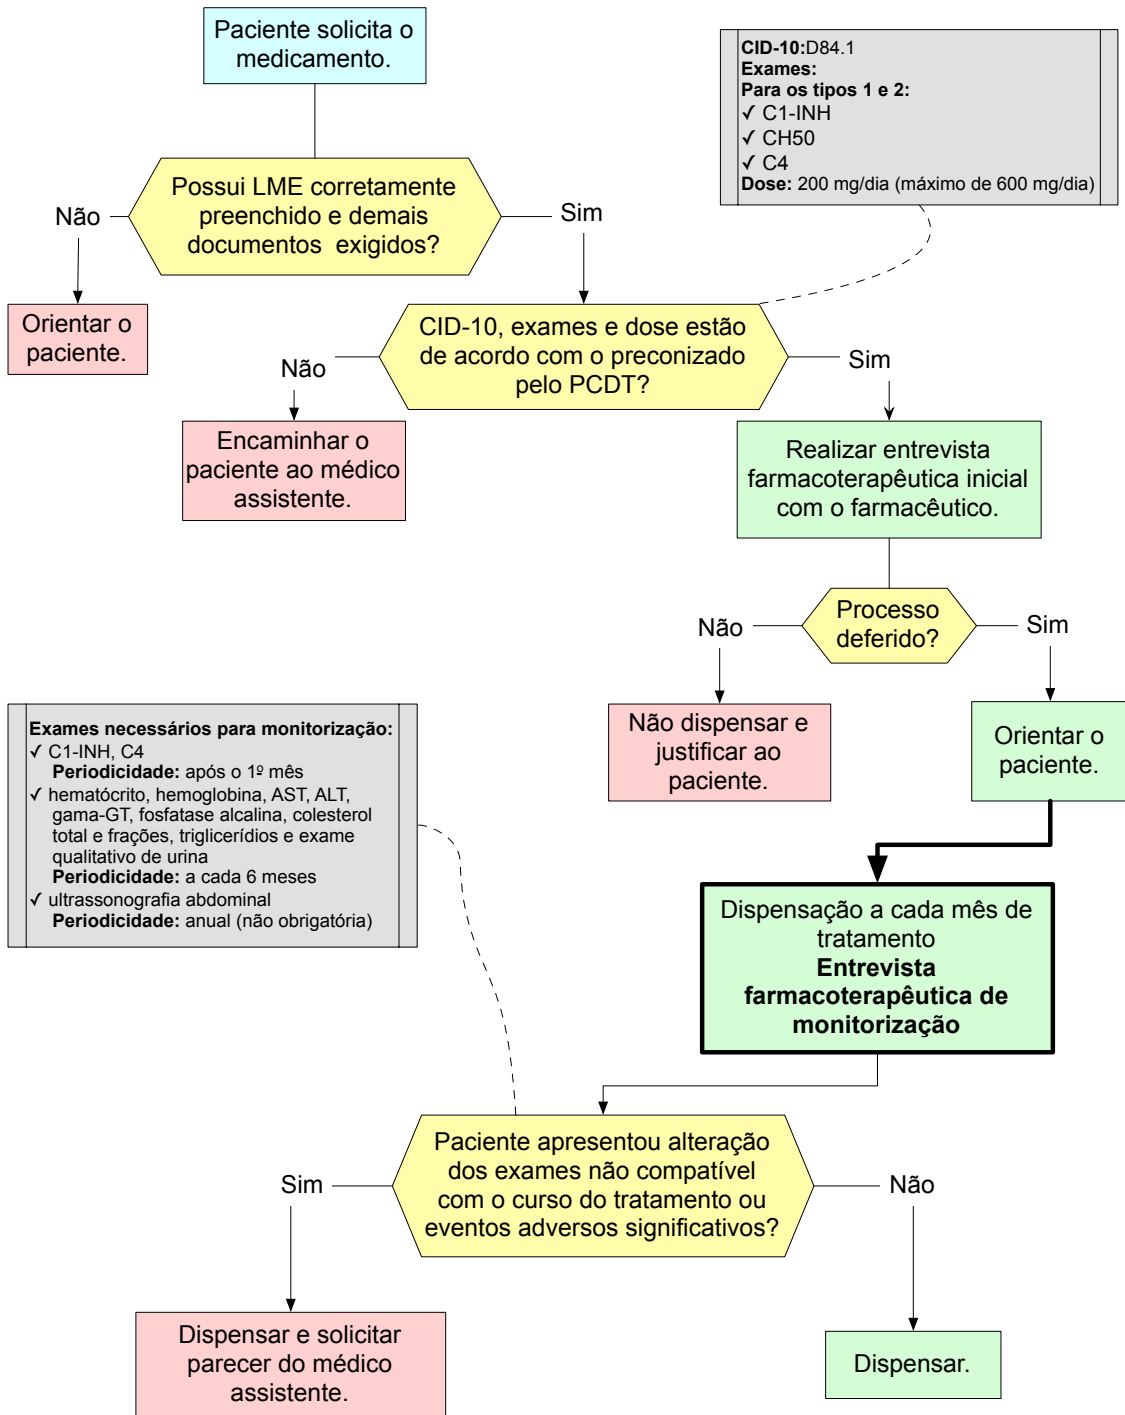 Paciente solicita o
medicamento.
CID-10:D84.1
Exames:
Para os tipos 1 e 2:
✓ C1-INH
✓ CH50
✓ C4
Dose: 200 mg/dia (máximo de 600 mg/dia)
Possui LME corretamente
preenchido e demais
documentos exigidos?
Não
Sim
Orientar o
paciente.
CID-10, exames e dose estão
de acordo com o preconizado
pelo PCDT?
Não
Sim
Encaminhar o
paciente ao médico
assistente.
Realizar entrevista
farmacoterapêutica inicial
com o farmacêutico.
Processo
deferido?
Não
Sim
Não dispensar e
justificar ao
paciente.
Orientar o
paciente.
Exames necessários para monitorização:
✓ C1-INH, C4
Periodicidade: após o 1º mês
✓ hematócrito, hemoglobina, AST, ALT,
gama-GT, fosfatase alcalina, colesterol
total e frações, triglicerídios e exame
qualitativo de urina
Periodicidade: a cada 6 meses
✓ ultrassonografia abdominal
Periodicidade: anual (não obrigatória)
Dispensação a cada mês de
tratamento
Entrevista
farmacoterapêutica de
monitorização
Paciente apresentou alteração
dos exames não compatível
com o curso do tratamento ou
eventos adversos significativos?
Sim
Não
Dispensar e solicitar
parecer do médico
assistente.
Dispensar.